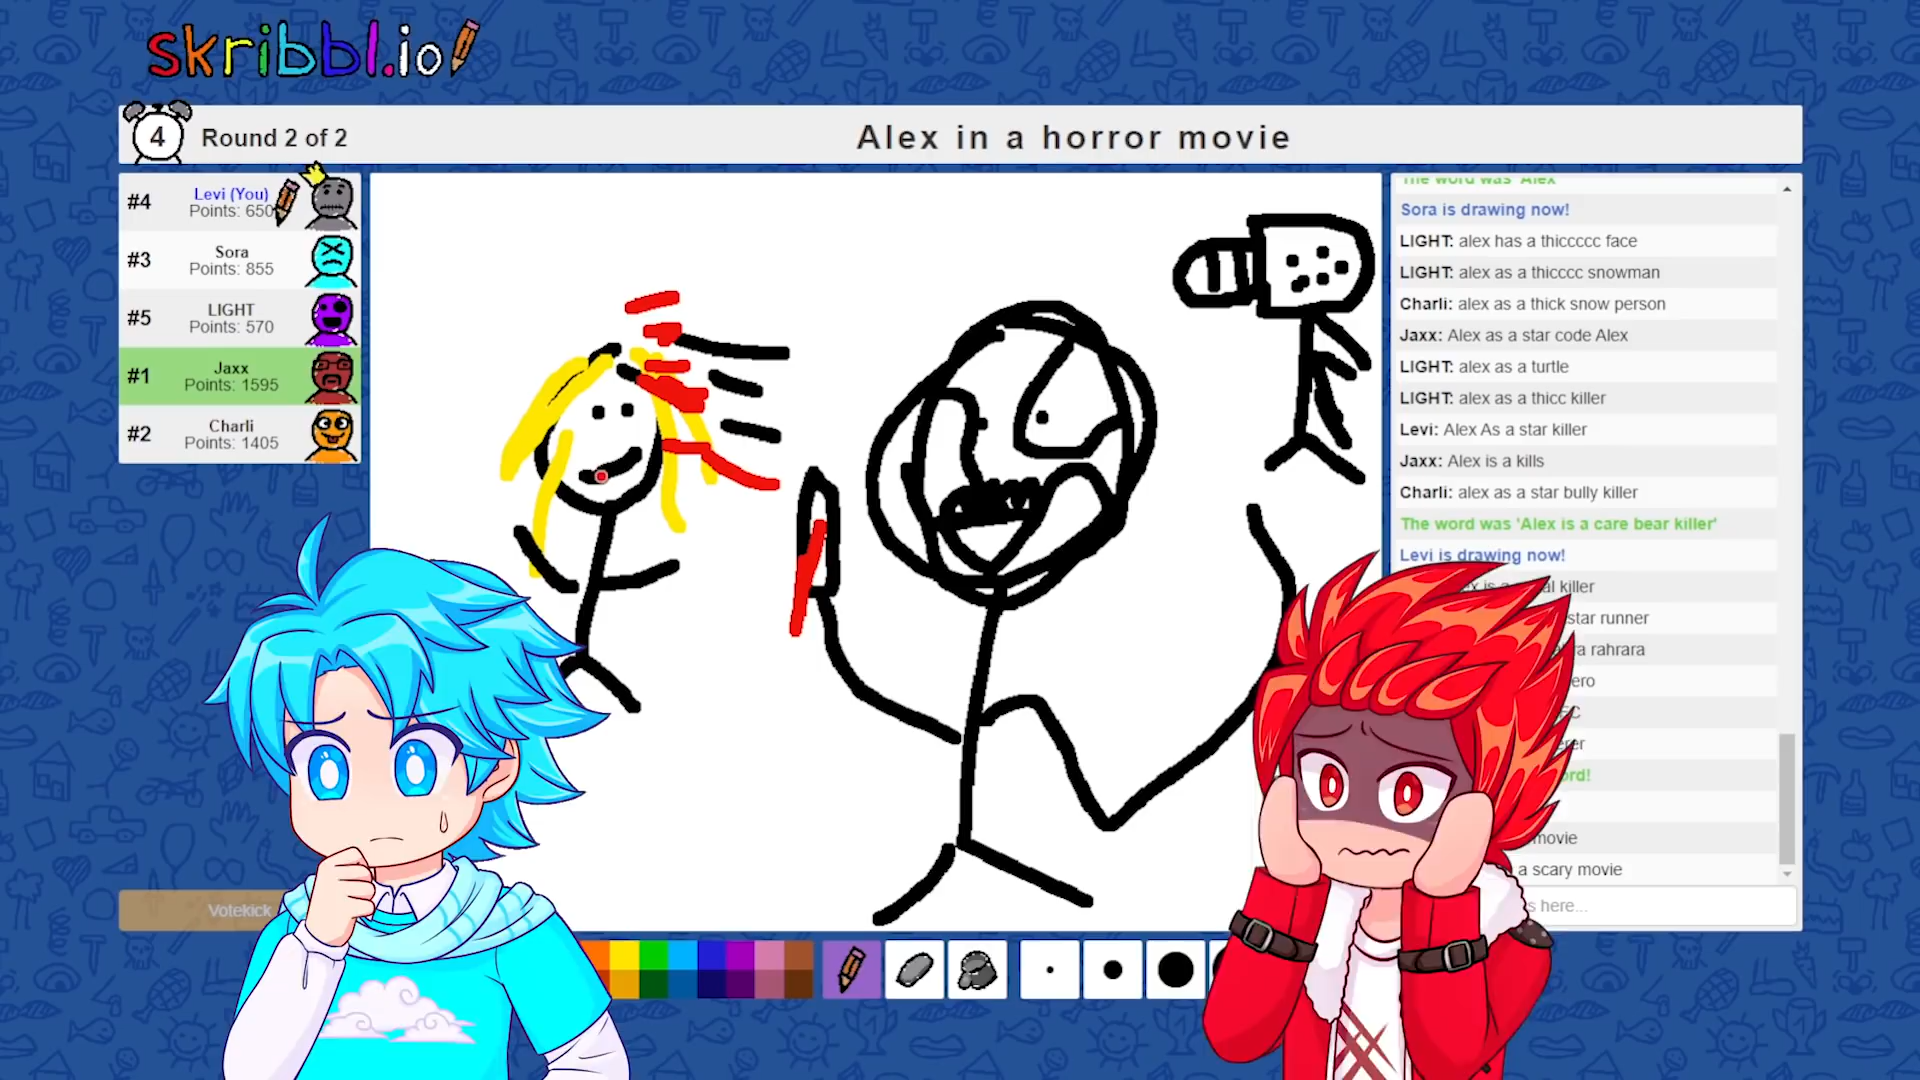 skribbl.io
4
Round 2 of 2
Alex in a horror movie
#4
Levi (You)
Points: 650
#3
Sora
Points: 855
#5
LIGHT
Points: 570
#1
Jaxx
Points: 1595
#2
Charli
Points: 1405
The word was 'Alex
Sora is drawing now!
LIGHT: alex has a thiccccc face
LIGHT: alex as a thicccc snowman
Charli: alex as a thick snow person
Jaxx: Alex as a star code Alex
LIGHT: alex as a turtle
LIGHT: alex as a thicc killer
Levi: Alex As a star killer
Jaxx: Alex is a kills
Charli: alex as a star bully killer
The word was 'Alex is a care bear killer'
Levi is drawing now!
killer
star runner
rahrara
movie
a scary movie
here...
Votekick